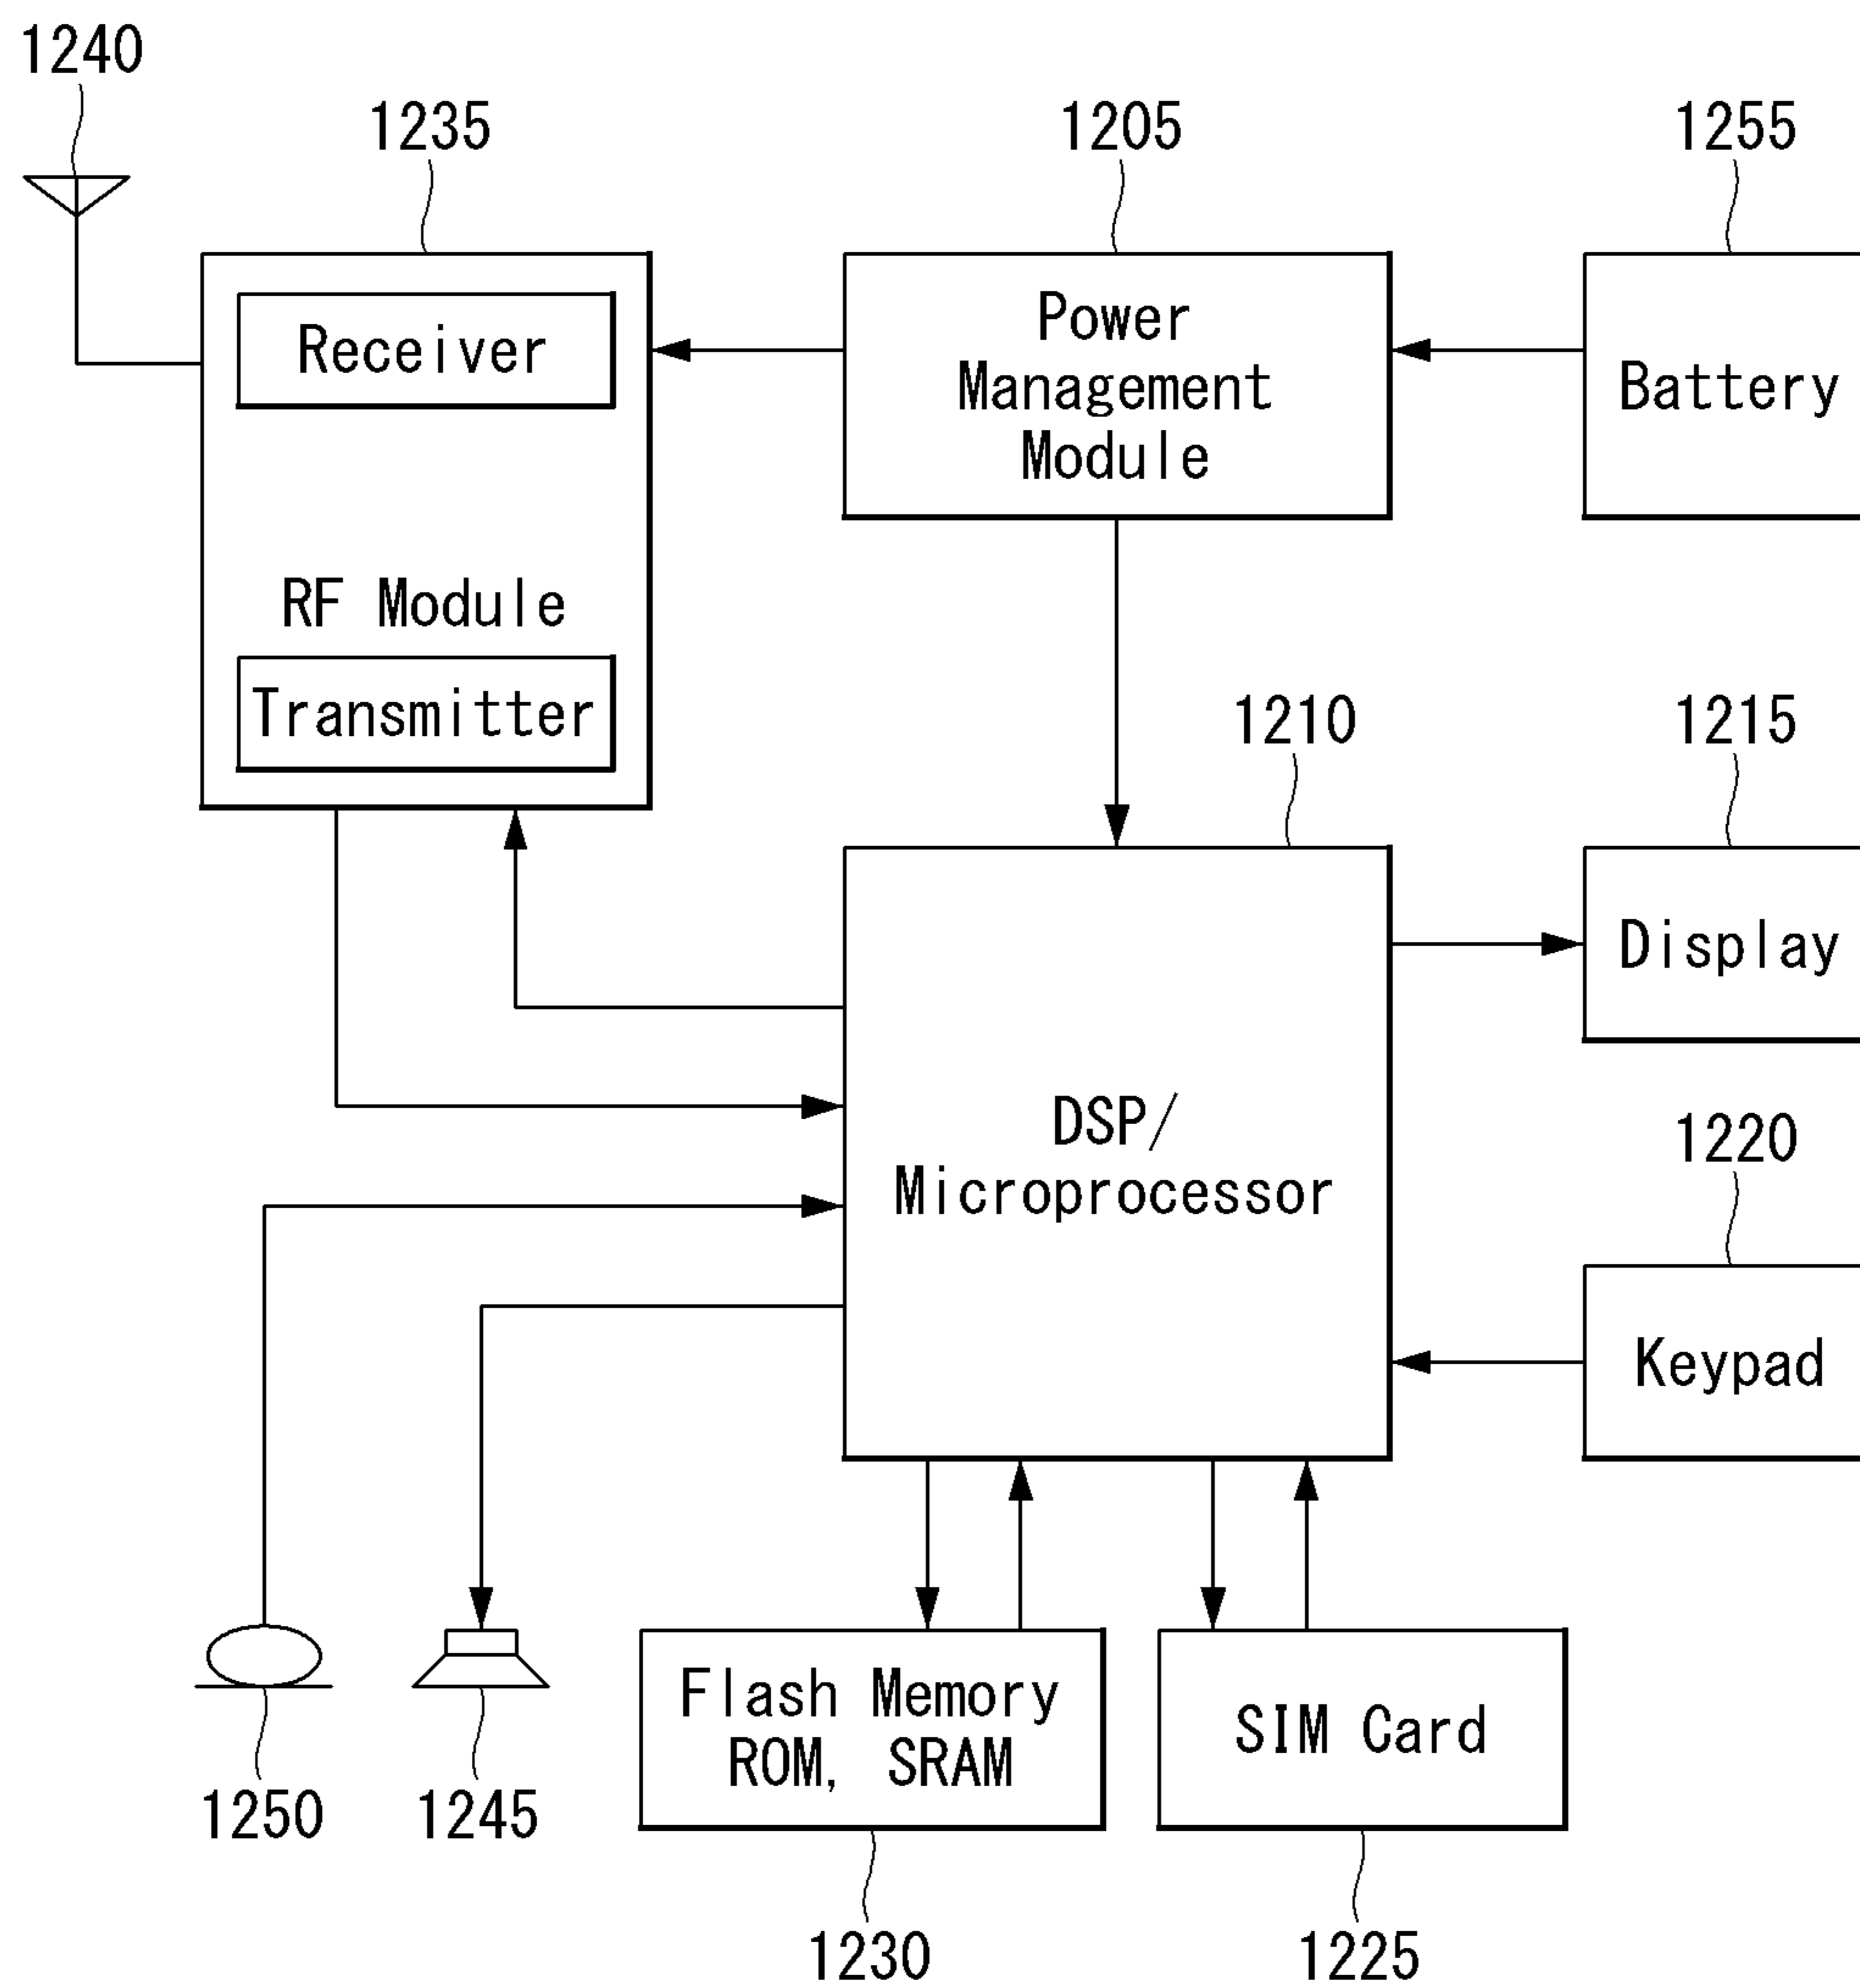 1240
1235
1205
1255
Receiver
RF Module
Transmitter
Power
Management
Module
Battery
1210
1215
DSP/
Microprocessor
Display
1220
Keypad
Flash Memory
ROM, SRAM
SIM Card
1250
1245
1230
1225